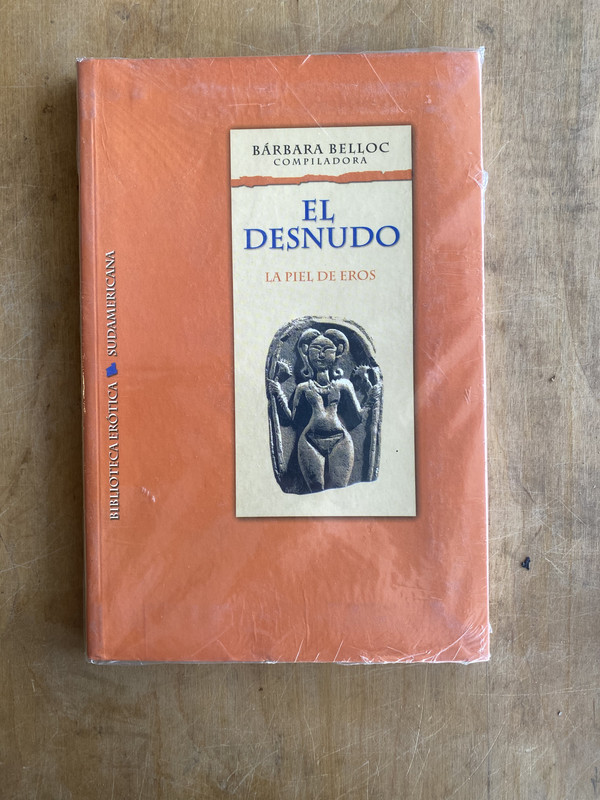 BÁRBARA BELLOC
COMPILADORA
EL
DESNUDO
LA PIEL DE EROS
BIBLIOTECA ERÓTICA SUDAMERICANA